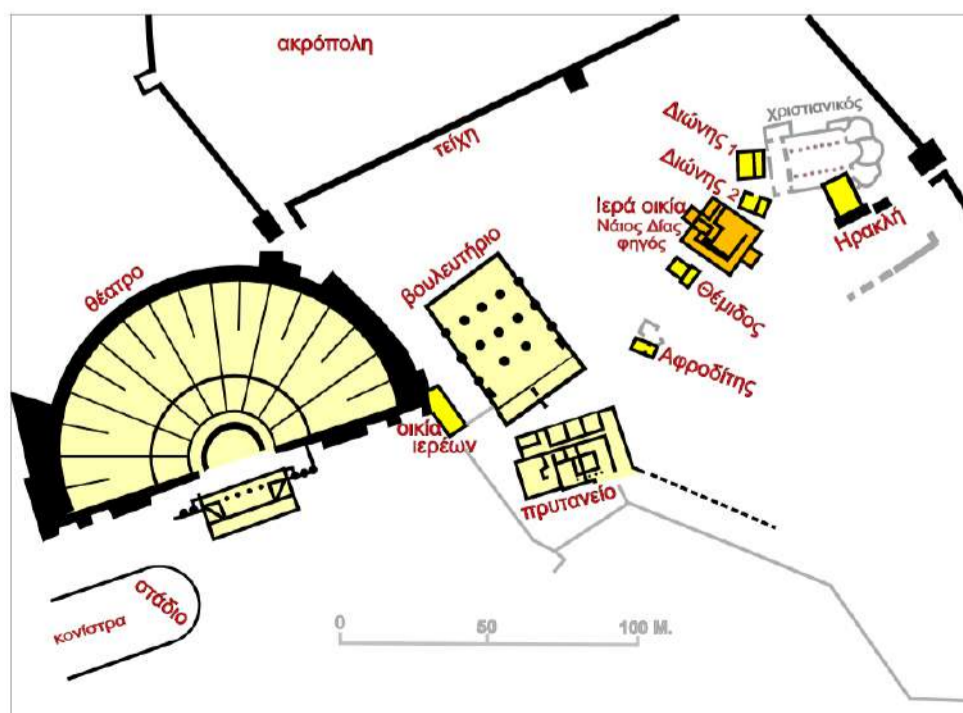 ακρόπολη
τείχη
χριστιανικός
Διώνης 1
Διώνης 2
Ιερά οικία
Νάιος Δίας
φηγός
Ηρακλή
Θέμιδος
Αφροδίτης
βουλευτήριο
θέατρο
οικία
Ιερέων
πρυτανείο
στάδιο
κονίστρα
0 50 100 Μ.